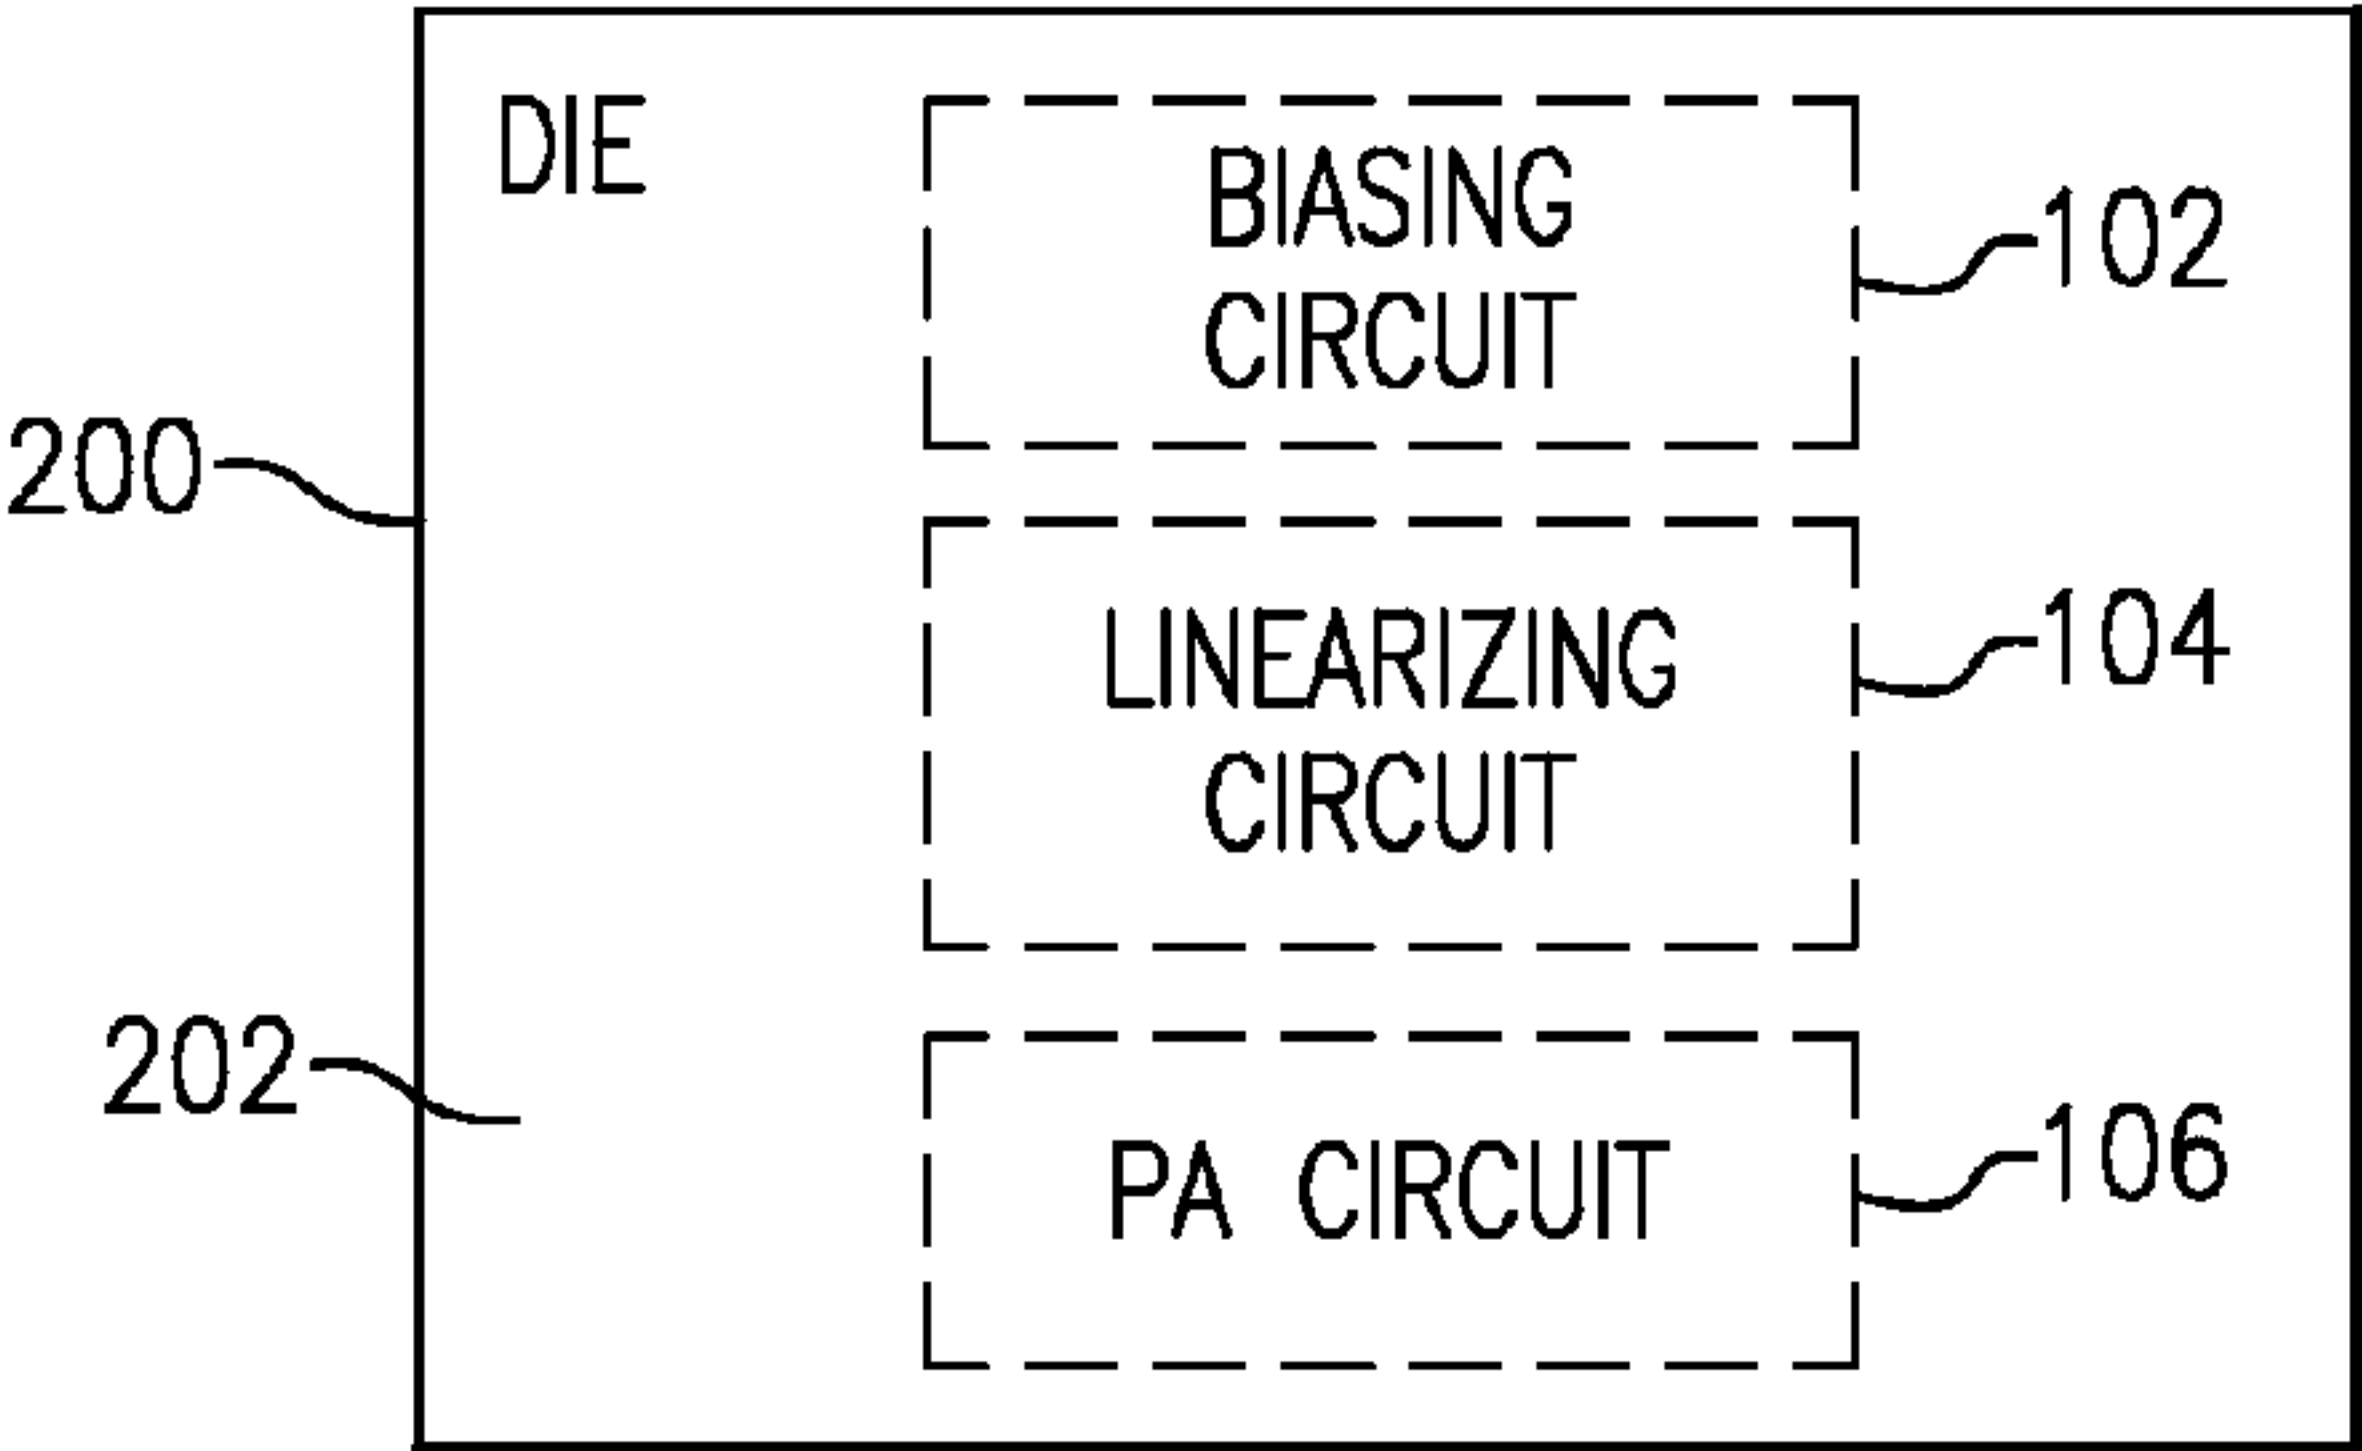 DIE
BIASING
CIRCUIT
102
200
LINEARIZING
CIRCUIT
104
202
PA CIRCUIT
106